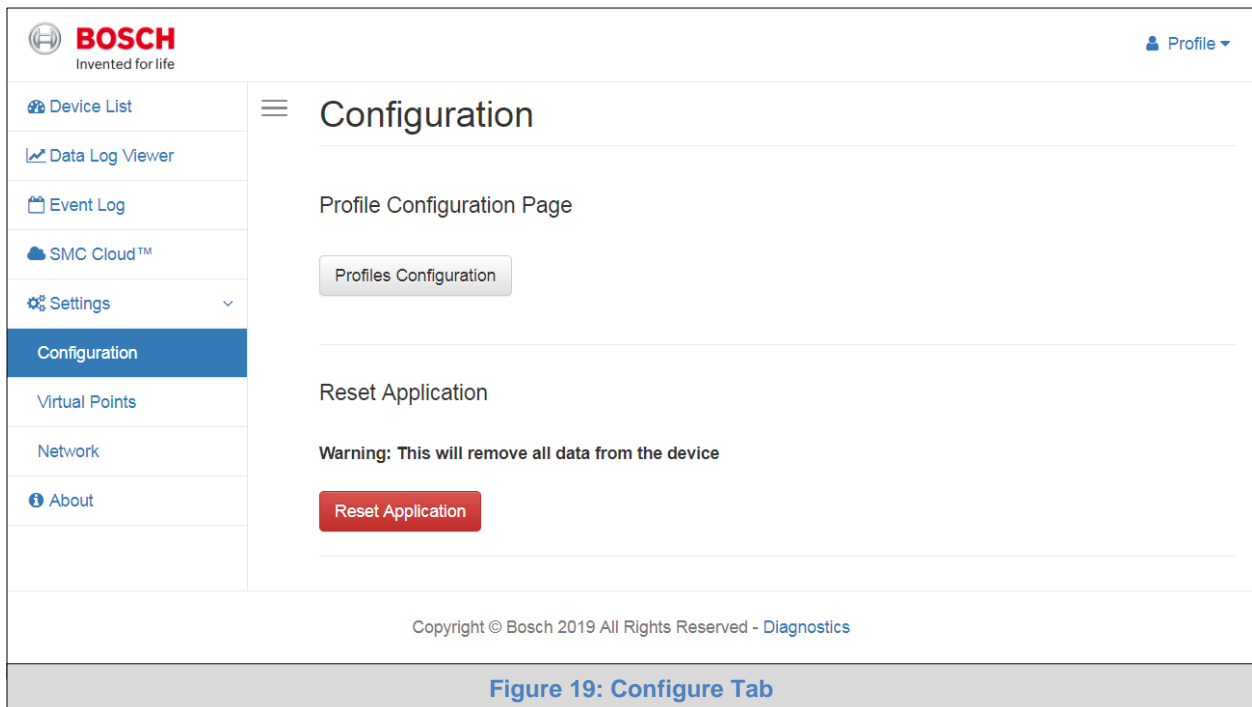 BOSCH
Invented for life
Profile
Device List
Data Log Viewer
Event Log
SMC Cloud™
Settings
Configuration
Virtual Points
Network
About
Configuration
Profile Configuration Page
Profiles Configuration
Reset Application
Warning: This will remove all data from the device
Reset Application
Copyright © Bosch 2019 All Rights Reserved - Diagnostics
Figure 19: Configure Tab